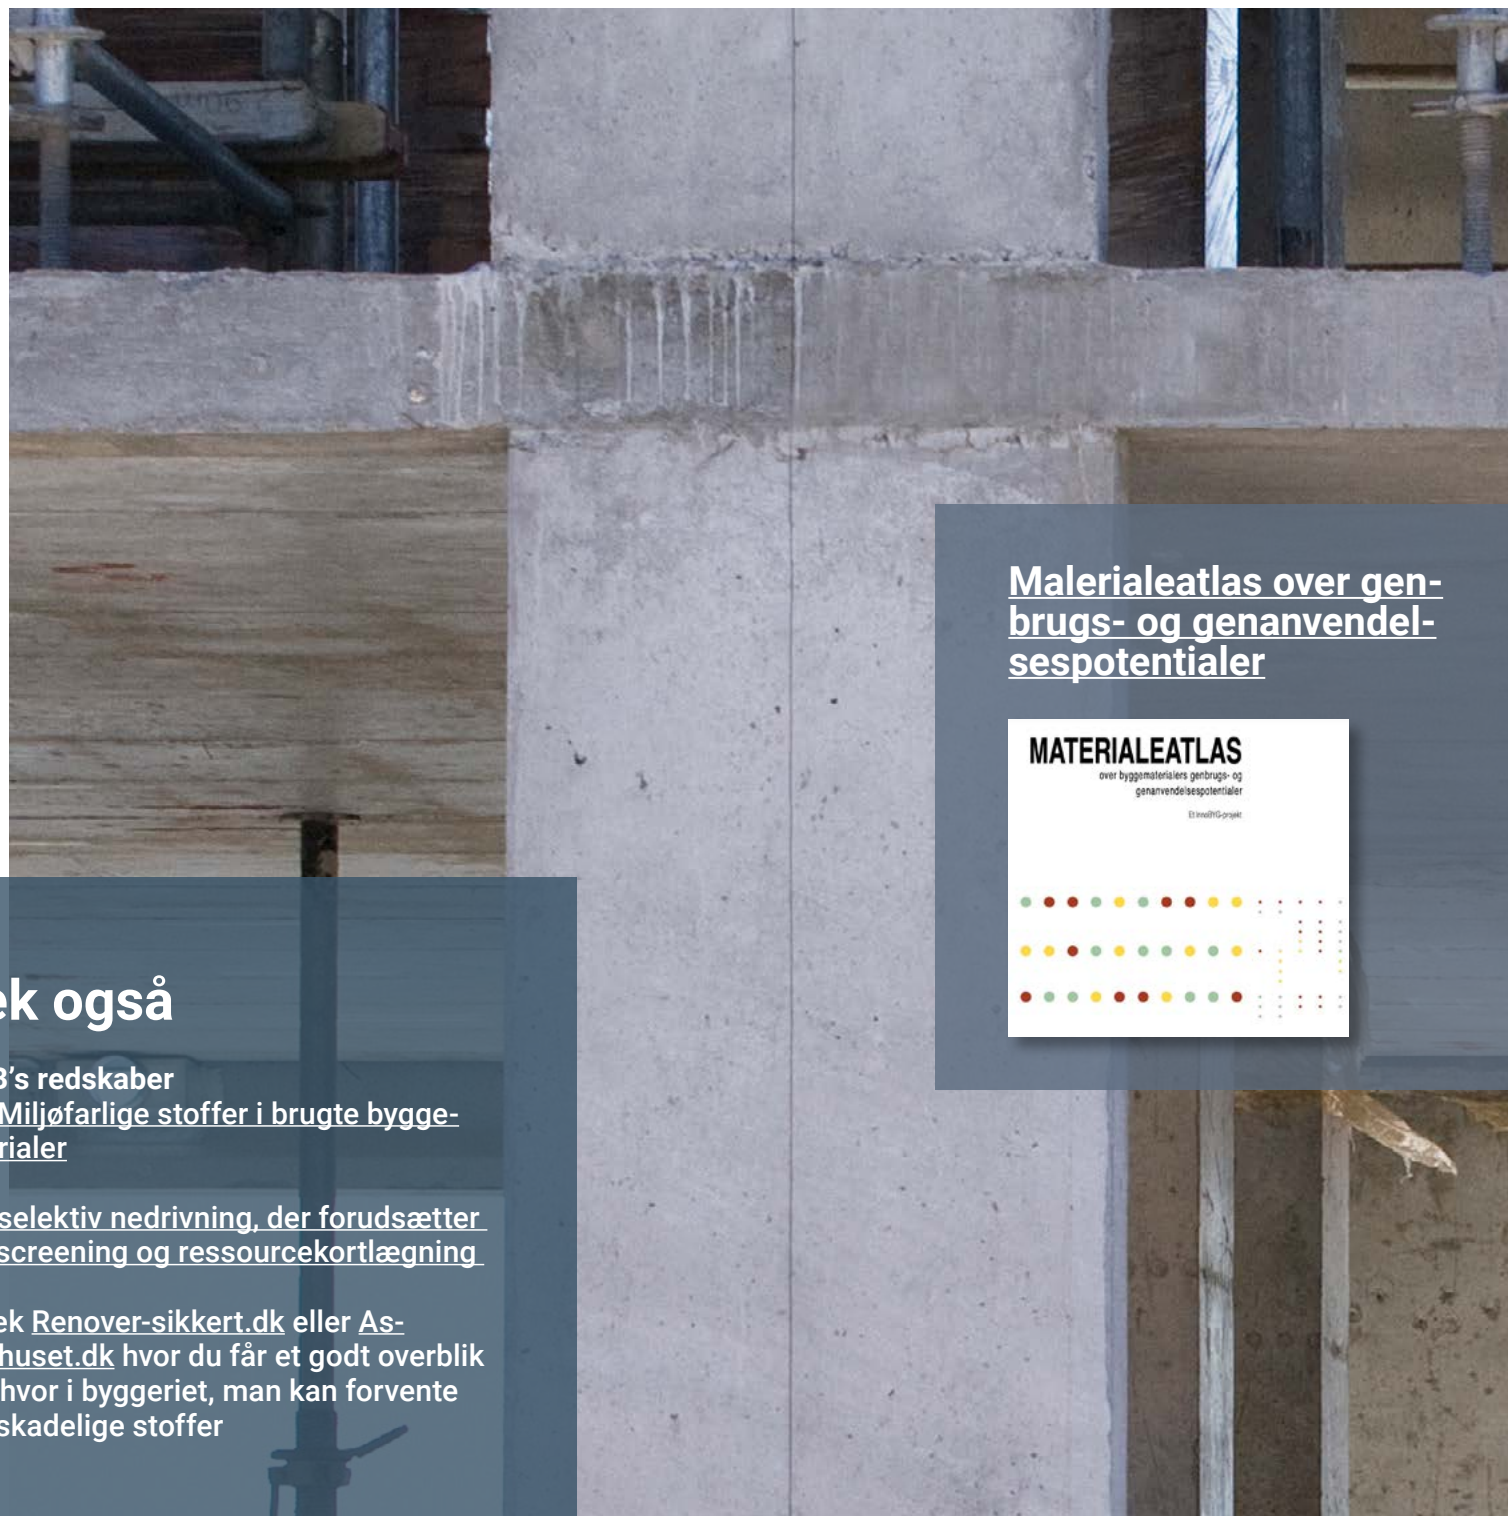 Malerialeatlas over gen-
brugs- og genanvendel-
sespotentialer
MATERIALEATLAS
over byggematerialers genbrugs- og
genanvendelsespotentialer
Et InnoBYG-projekt
ek også
's redskaber
Miljøfarlige stoffer i brugte bygge-
rialer
selektiv nedrivning, der forudsætter
screening og ressourcekortlægning
ek Renover-sikkert.dk eller As-
huset.dk hvor du får et godt overblik
hvor i byggeriet, man kan forvente
skadelige stoffer